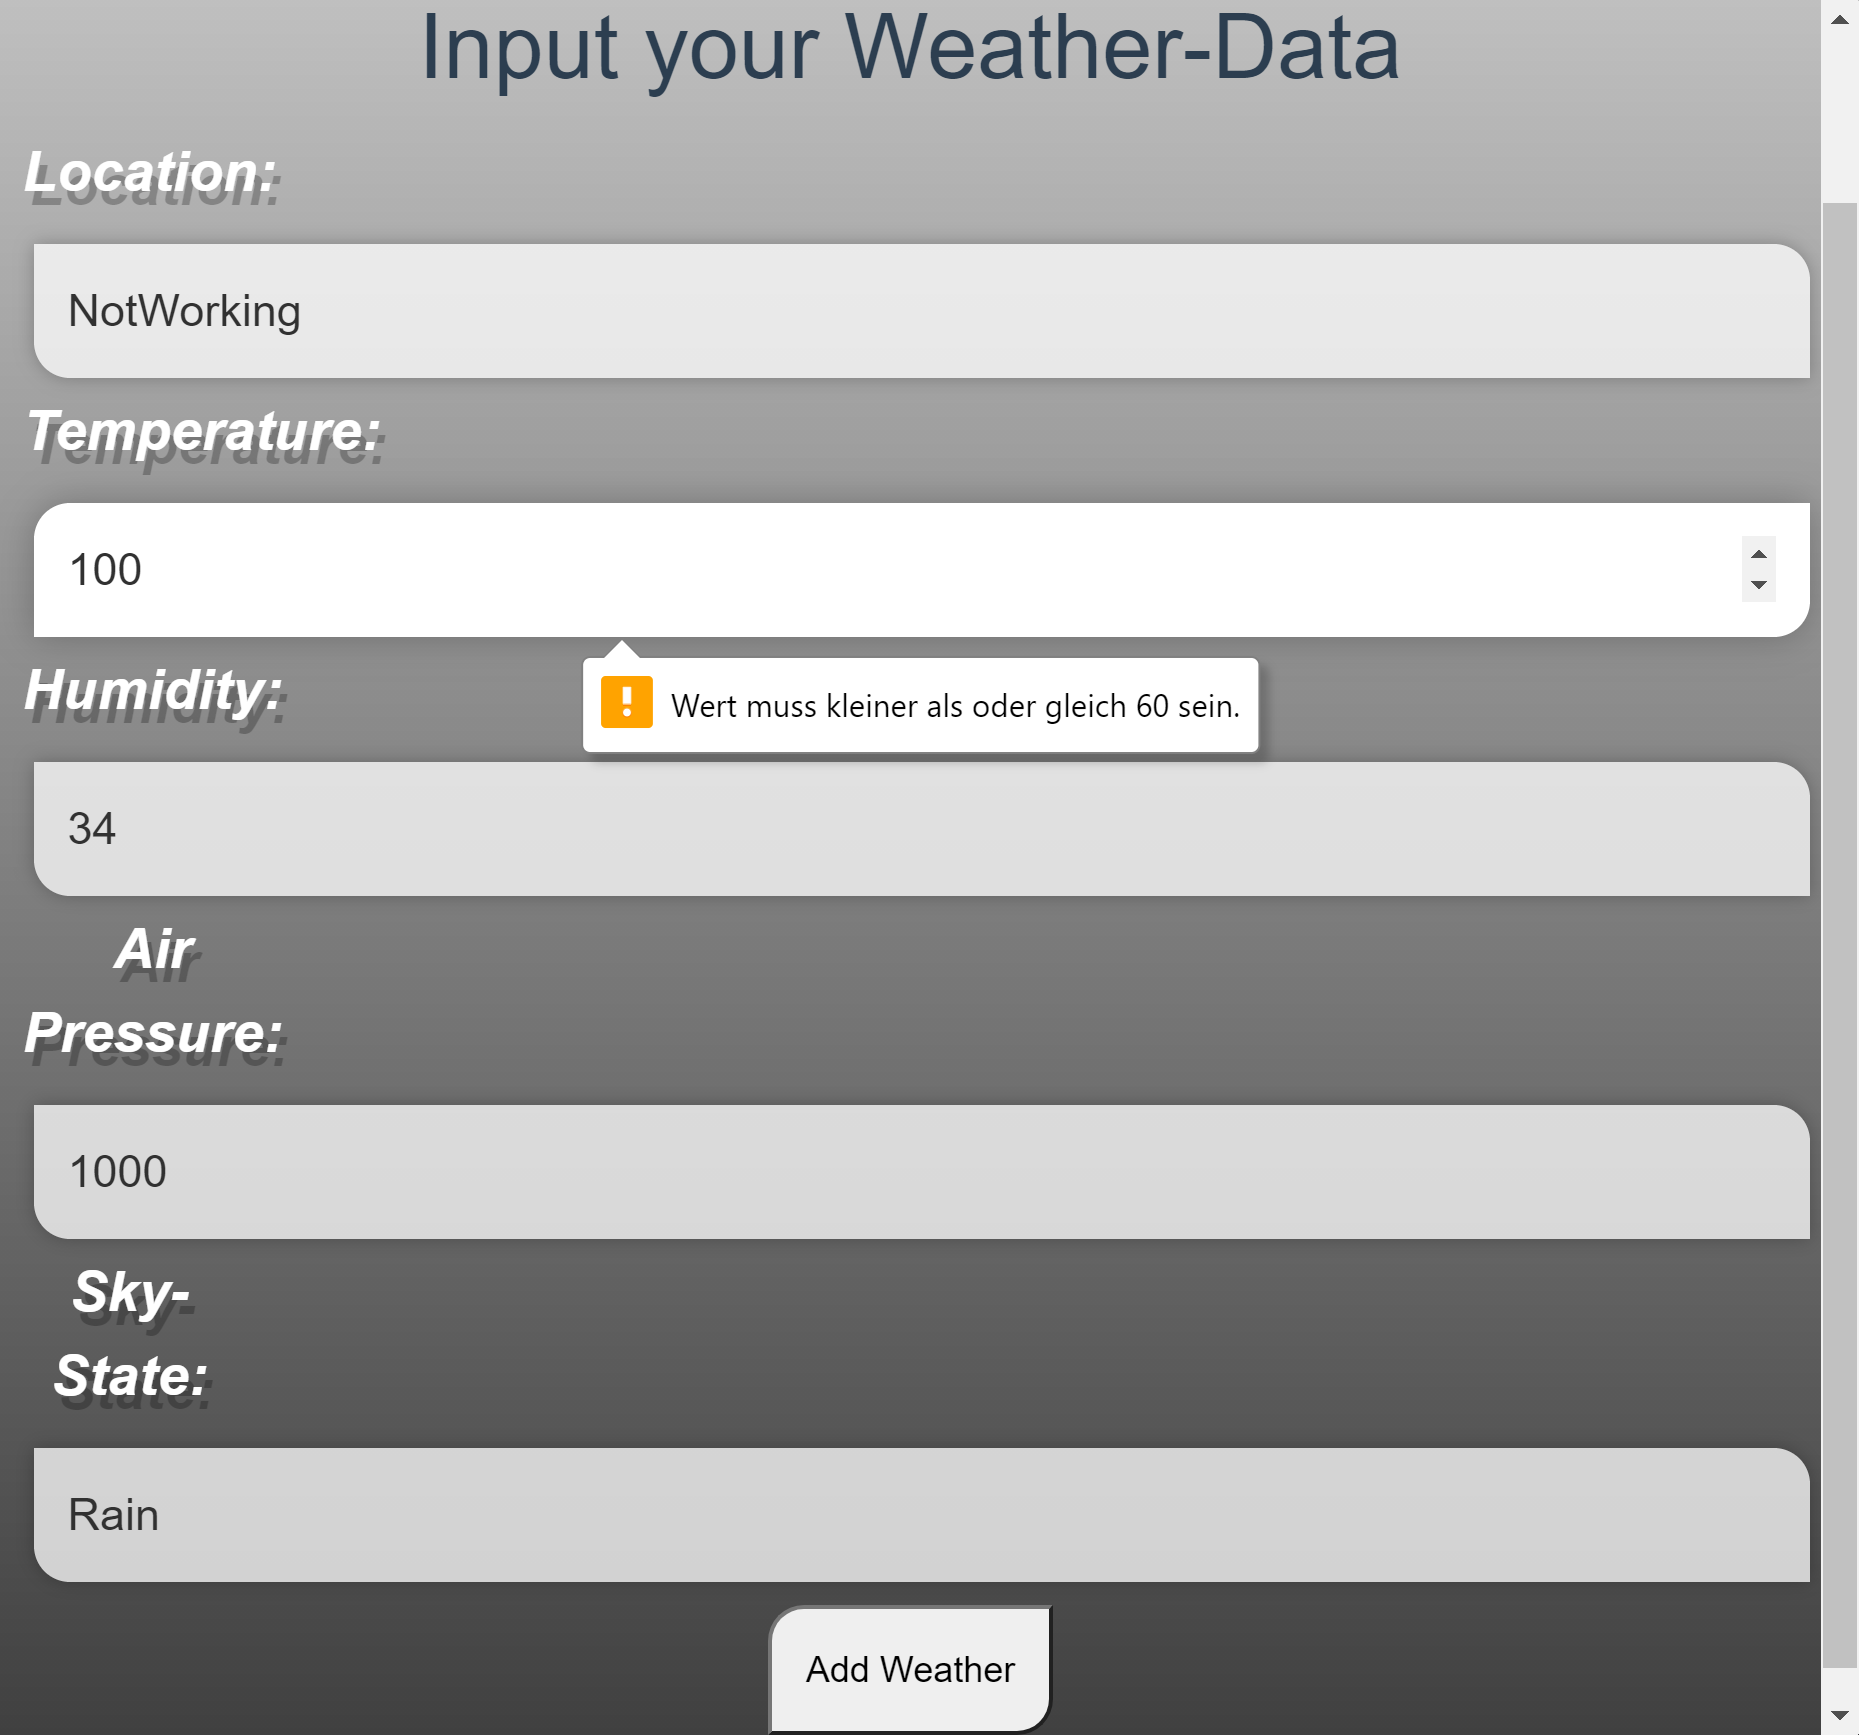 Input your Weather-Data
Location:
NotWorking
Temperature:
100
Wert muss kleiner als oder gleich 60 sein.
Humidity:
34
Air
Pressure:
1000
Sky-
State:
Rain
Add Weather